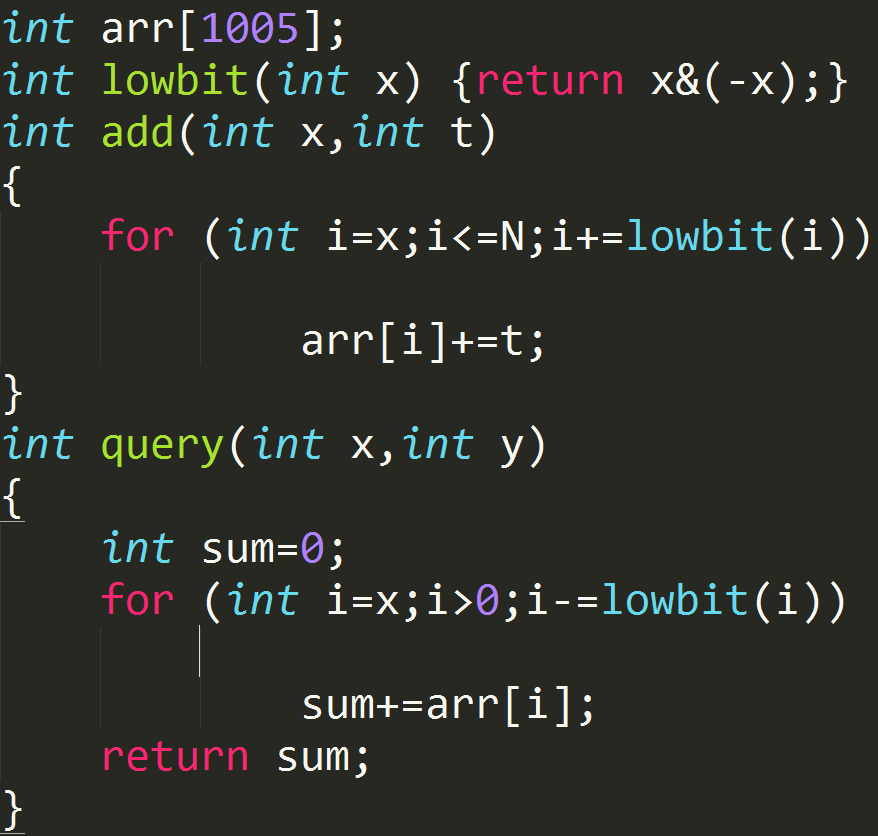 int arr[1005];
int lowbit(int x) {return x&(-x);}
int add(int x,int t)
{
    for (int i=x;i<=N;i+=lowbit(i))
            arr[i]+=t;
}
int query(int x,int y)
{
    int sum=0;
    for (int i=x;i>0;i-=lowbit(i))
            sum+=arr[i];
    return sum;
}